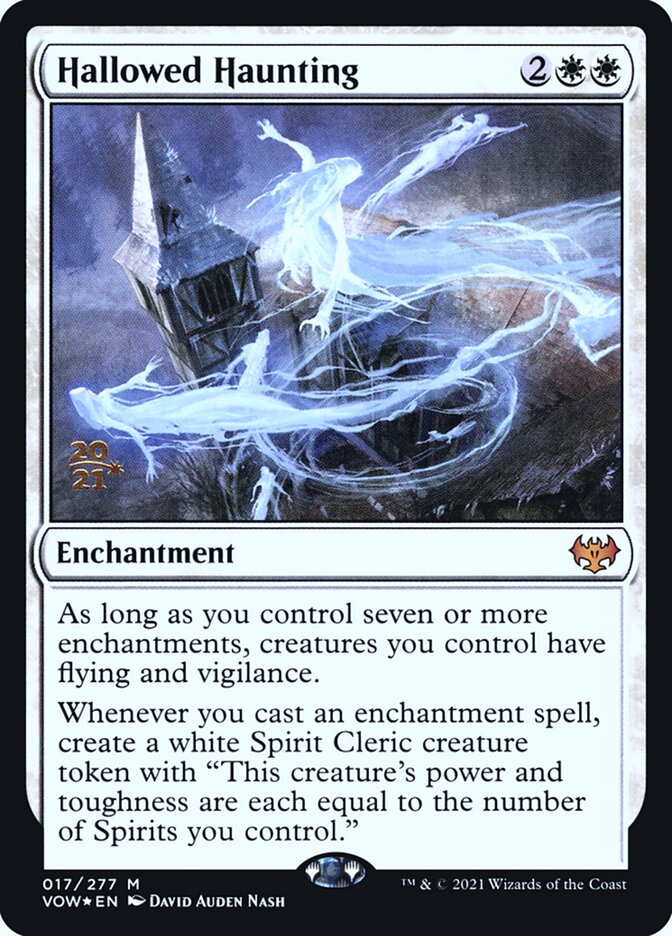 Hallowed Haunting 2
20
21
Enchantment
As long as you control seven or more
enchantments, creatures you control have
flying and vigilance.
Whenever you cast an enchantment spell,
create a white Spirit Cleric creature
token with “This creature’s power and
toughness are each equal to the number
of Spirits you control.”
017/277 M
VOW★EN David Auden Nash
™ & © 2021 Wizards of the Coast